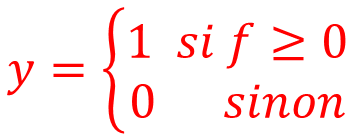 y = { 1 si f ≥ 0
0 sinon